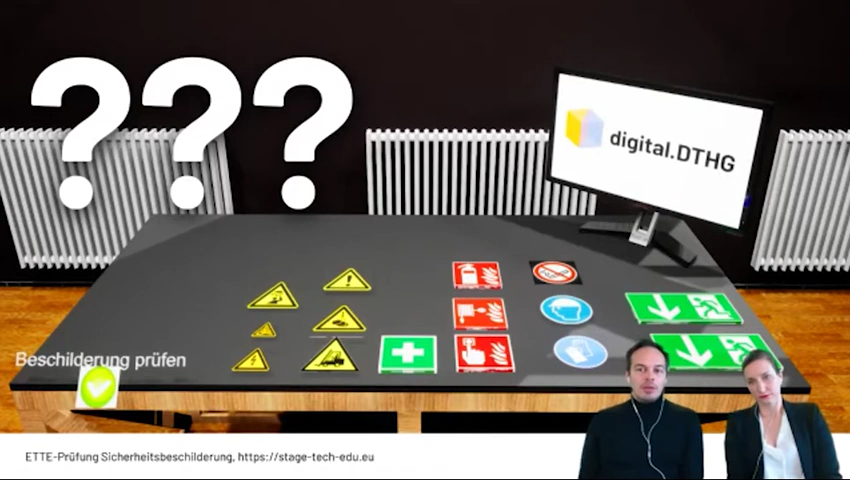 ???
digital.DTHG
Beschilderung prüfen
ETTE-Prüfung Sicherheitsbeschilderung, https://stage-tech-edu.eu